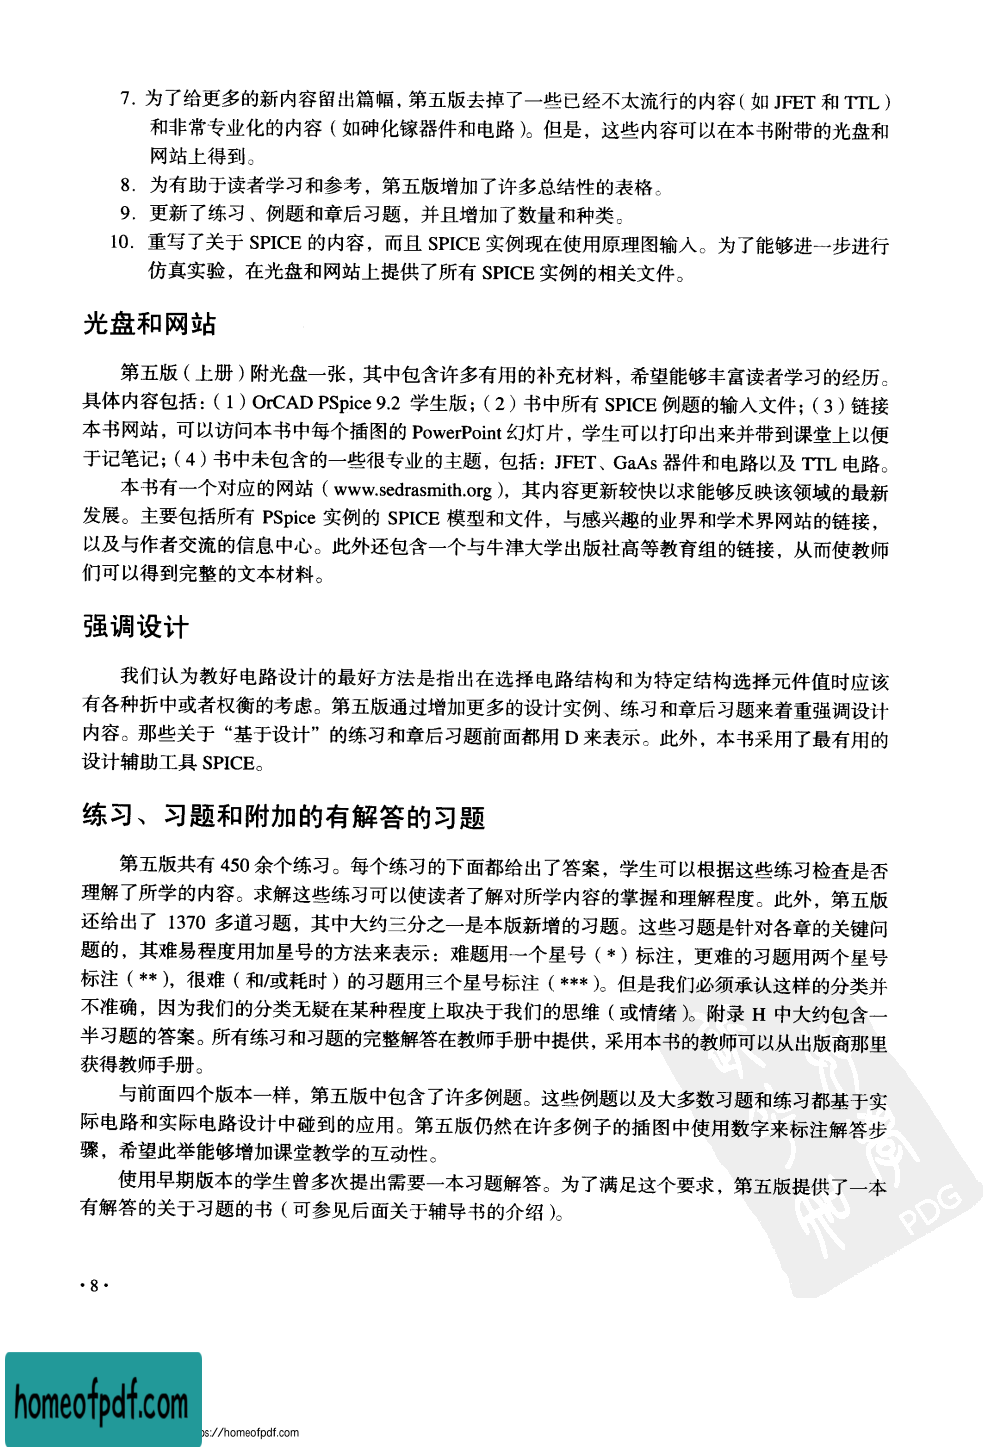 7. 为了给更多的新内容留出篇幅，第五版去掉了一些已经不太流行的内容（如 JFET 和 TTL）
和非常专业化的内容（如砷化镓器件和电路）。但是，这些内容可以在本书附带的光盘和
网站上得到。
8. 为有助于读者学习和参考，第五版增加了许多总结性的表格。
9. 更新了练习、例题和章后习题，并且增加了数量和种类。
10. 重写了关于 SPICE 的内容，而且 SPICE 实例现在使用原理图输入。为了能够进一步进行
仿真实验，在光盘和网站上提供了所有 SPICE 实例的相关文件。
光盘和网站
第五版（上册）附光盘一张，其中包含许多有用的补充材料，希望能够丰富读者学习的经历。
具体内容包括：（1）OrCAD PSpice 9.2 学生版；（2）书中所有 SPICE 例题的输入文件；（3）链接
本书网站，可以访问本书中每个插图的 PowerPoint 幻灯片，学生可以打印出来并带到课堂上以便
于记笔记；（4）书中未包含的一些很专业的主题，包括：JFET、GaAs 器件和电路以及 TTL 电路。
本书有一个对应的网站（www.sedrasmith.org），其内容更新较快以求能够反映该领域的最新
发展。主要包括所有 PSpice 实例的 SPICE 模型和文件，与感兴趣的业界和学术界网站的链接，
以及与作者交流的信息中心。此外还包含一个与牛津大学出版社高等教育组的链接，从而使教师
们可以得到完整的文本材料。
强调设计
我们认为教好电路设计的最好方法是指出在选择电路结构和为特定结构选择元件值时应该
有各种折中或者权衡的考虑。第五版通过增加更多的设计实例、练习和章后习题来着重强调设计
内容。那些关于“基于设计”的练习和章后习题前面都用 D 来表示。此外，本书采用了最有用的
设计辅助工具 SPICE。
练习、习题和附加的有解答的习题
第五版共有 450 余个练习。每个练习的下面都给出了答案，学生可以根据这些练习检查是否
理解了所学的内容。求解这些练习可以使读者了解对所学内容的掌握和理解程度。此外，第五版
还给出了 1370 多道习题，其中大约三分之一是本版新增的习题。这些习题是针对各章的关键问
题的，其难易程度用加星号的方法来表示：难题用一个星号（*）标注，更难的习题用两个星号
标注（**），很难（和/或耗时）的习题用三个星号标注（***）。但是我们必须承认这样的分类并
不准确，因为我们的分类无疑在某种程度上取决于我们的思维（或情绪）。附录 H 中大约包含一
半习题的答案。所有练习和习题的完整解答在教师手册中提供，采用本书的教师可以从出版商那里
获得教师手册。
与前面四个版本一样，第五版中包含了许多例题。这些例题以及大多数习题和练习都基于实
际电路和实际电路设计中碰到的应用。第五版仍然在许多例子的插图中使用数字来标注解答步
骤，希望此举能够增加课堂教学的互动性。
使用早期版本的学生曾多次提出需要一本习题解答。为了满足这个要求，第五版提供了一本
有解答的关于习题的书（可参见后面关于辅导书的介绍）。
PDG
·8·
homeofpdf.com
ps://homeofpdf.com